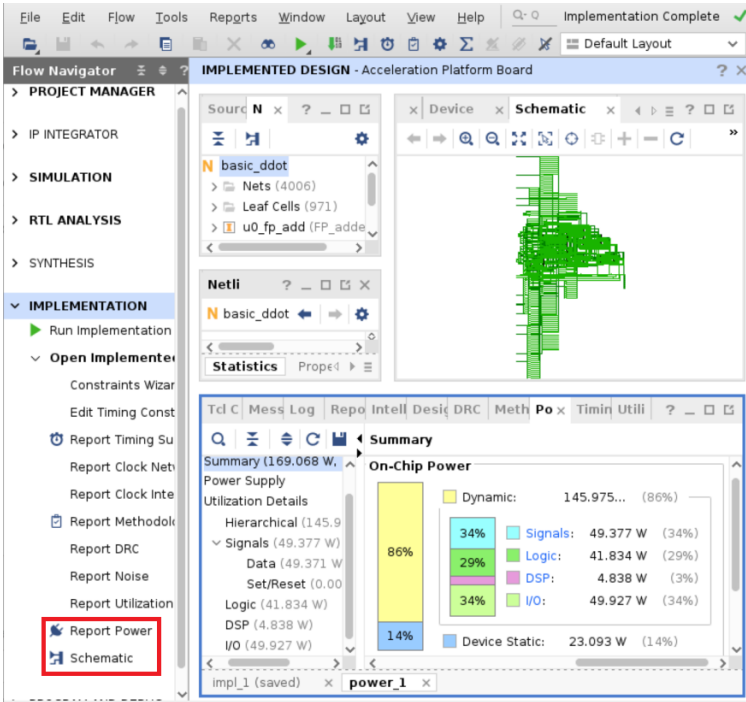 File Edit Flow Tools Reports Window Layout View Help Q- Q Implementation Complete
Default Layout
Flow Navigator ?
PROJECT MANAGER
IP INTEGRATOR
SIMULATION
RTL ANALYSIS
SYNTHESIS
IMPLEMENTATION
Run Implementation
Open Implemente
Constraints Wizar
Edit Timing Const
Report Timing Su
Report Clock Net
Report Clock Inte
Report Methodol
Report DRC
Report Noise
Report Utilization
Report Power
Schematic
IMPLEMENTED DESIGN - Acceleration Platform Board ?
Sourc N ?
N basic_ddot
Nets (4006)
Leaf Cells (971)
u0_fp_add (FP_adde
Netli ?
N basic_ddot
Statistics Prope
Device Schematic ?
Tcl C Mess Log Repo Intell Desig DRC Meth Po Timin Utili ?
Summary
Summary (169.068 W,
Power Supply
Utilization Details
Hierarchical (145.9
Signals (49.377 W)
Data (49.371 W
Set/Reset (0.00
Logic (41.834 W)
DSP (4.838 W)
I/O (49.927 W)
On-Chip Power
86%
14%
Dynamic: 145.975... (86%)
34% Signals: 49.377 W (34%)
29% Logic: 41.834 W (29%)
DSP: 4.838 W (3%)
34% I/O: 49.927 W (34%)
Device Static: 23.093 W (14%)
impl_1 (saved) power_1